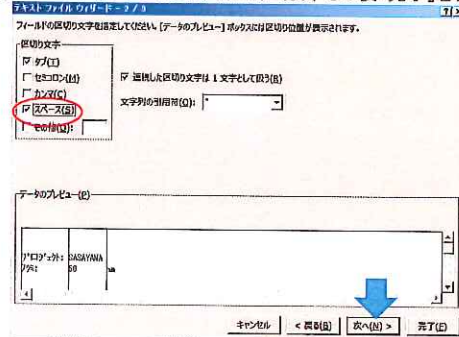 テキスト ファイル ウィザード - 2 / 3
フィールドの区切り文字を指定してください。[データのプレビュー] ボックスには区切り位置が表示されます。
区切り文字
タブ(T)
セミコロン(M)
カンマ(C)
スペース(S)
その他(O):
連続した区切り文字は 1 文字として扱う(R)
文字列の引用符(Q): "
データのプレビュー(P)
プロジェクト: SASAYANA
50 m
キャンセル < 戻る(B) 次へ(N) > 完了(F)